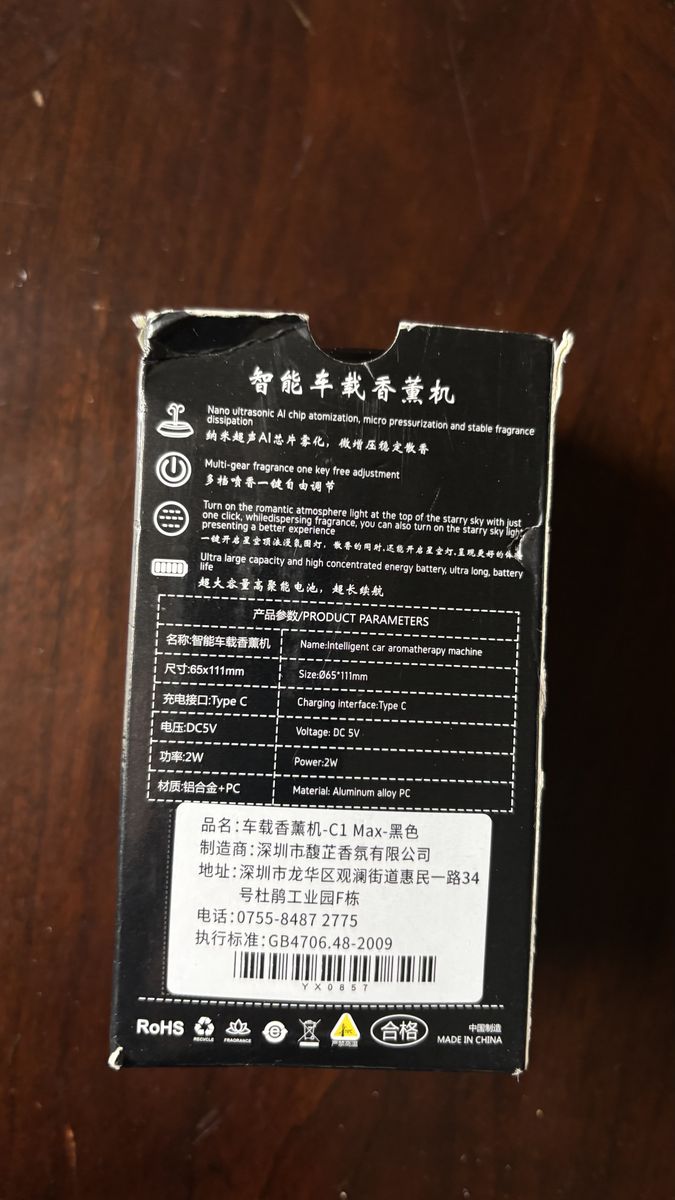 智能车载香薰机
Nano ultrasonic AI chip atomization, micro pressurization and stable fragrance
dissipation
纳米超声AI芯片雾化，微增压稳定散香
Multi-gear fragrance one key free adjustment
多档喷香一键自由调节
Turn on the romantic atmosphere light at the top of the starry sky with just
one click, whiledispersing fragrance, you can also turn on the starry sky light
presenting a better experience
一键开启星空顶浪漫氛围灯，散香的同时,还能开启星空灯,呈现更好的体
Ultra large capacity and high concentrated energy battery, ultra long, battery
life
超大容量高聚能电池，超长续航
产品参数/PRODUCT PARAMETERS
名称:智能车载香薰机 Name:Intelligent car aromatherapy machine
尺寸:65x111mm Size:Ø65*111mm
充电接口:Type C Charging interface:Type C
电压:DC5V Voltage: DC 5V
功率:2W Power:2W
材质:铝合金+PC Material: Aluminum alloy PC
品名：车载香薰机-C1 Max-黑色
制造商：深圳市馥芷香氛有限公司
地址：深圳市龙华区观澜街道惠民一路34
号杜鹃工业园F栋
电话：0755-8487 2775
执行标准：GB4706.48-2009
YX0857
RoHS RECYCLE FRAGRANCE 严禁高温 合格 中国制造
MADE IN CHINA